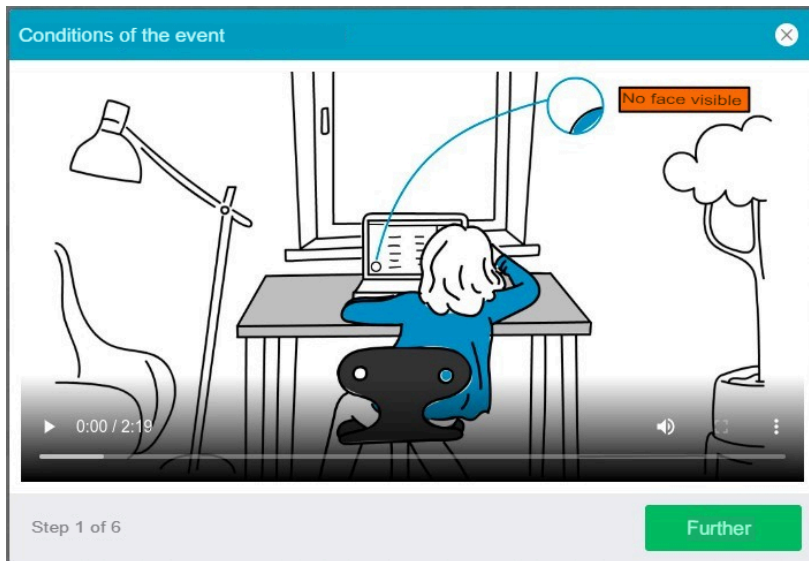 Conditions of the event
No face visible
0:00 / 2:19
Step 1 of 6
Further